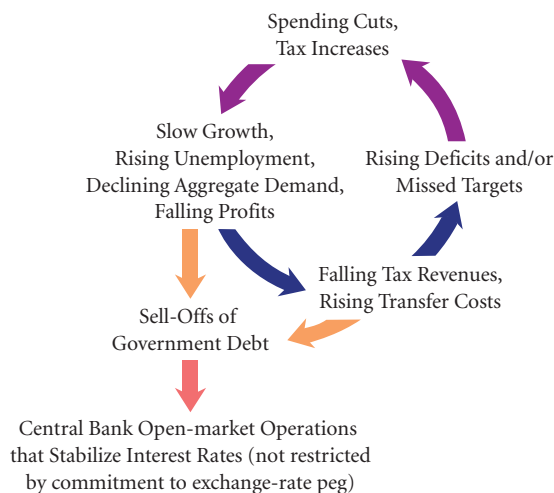 Spending Cuts,
Tax Increases
Slow Growth,
Rising Unemployment,
Declining Aggregate Demand,
Falling Profits
Rising Deficits and/or
Missed Targets
Falling Tax Revenues,
Rising Transfer Costs
Sell-Offs of
Government Debt
Central Bank Open-market Operations
that Stabilize Interest Rates (not restricted
by commitment to exchange-rate peg)